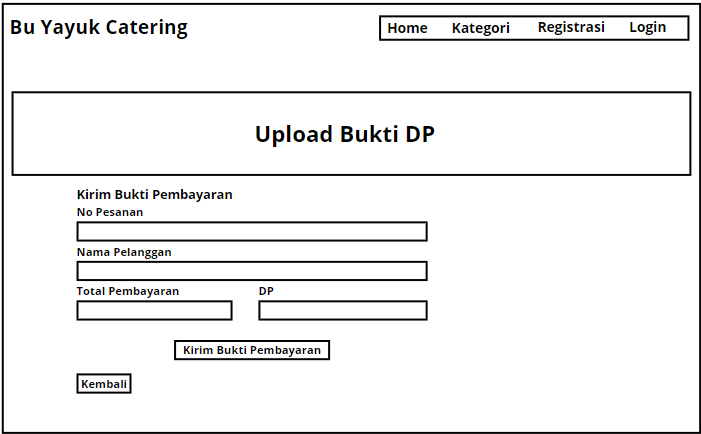 Bu Yayuk Catering
Home Kategori Registrasi Login
Upload Bukti DP
Kirim Bukti Pembayaran
No Pesanan
Nama Pelanggan
Total Pembayaran DP
Kirim Bukti Pembayaran
Kembali